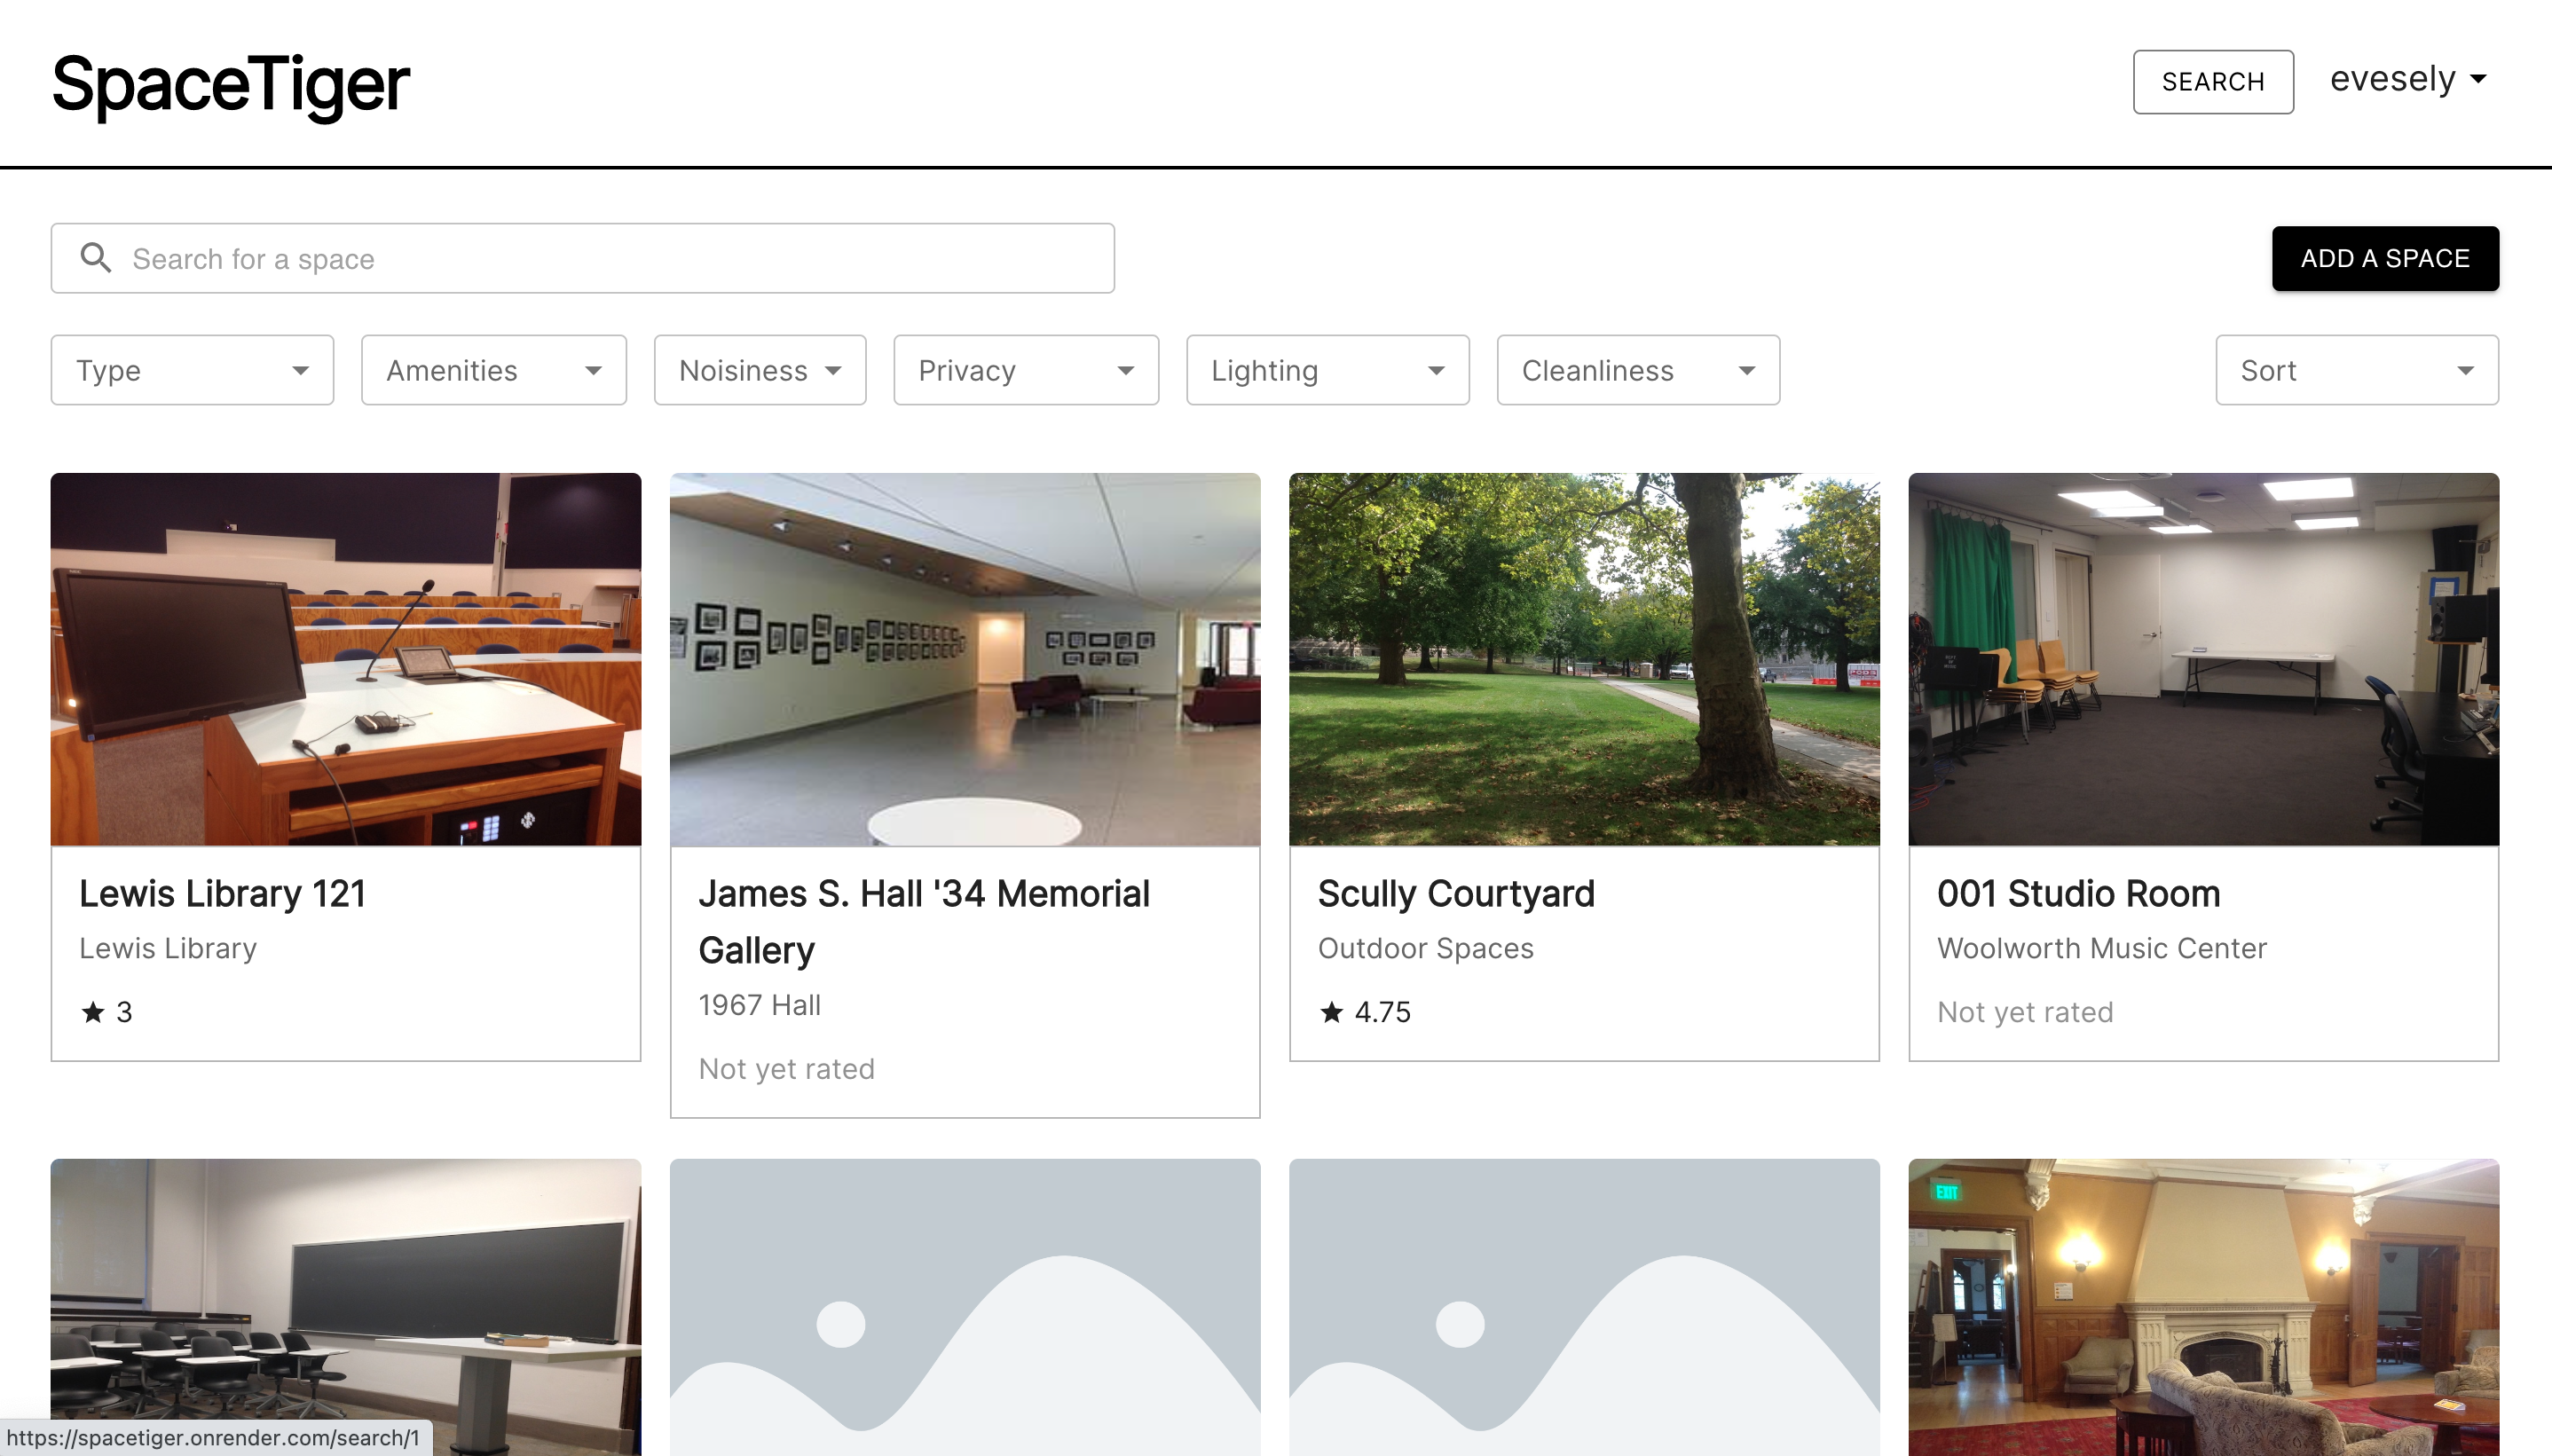 SpaceTiger
SEARCH
evesely
Search for a space
ADD A SPACE
Type
Amenities
Noisiness
Privacy
Lighting
Cleanliness
Sort
Lewis Library 121
Lewis Library
★ 3
James S. Hall '34 Memorial
Gallery
1967 Hall
Not yet rated
Scully Courtyard
Outdoor Spaces
★ 4.75
001 Studio Room
Woolworth Music Center
Not yet rated
EXIT
https://spacetiger.onrender.com/search/1